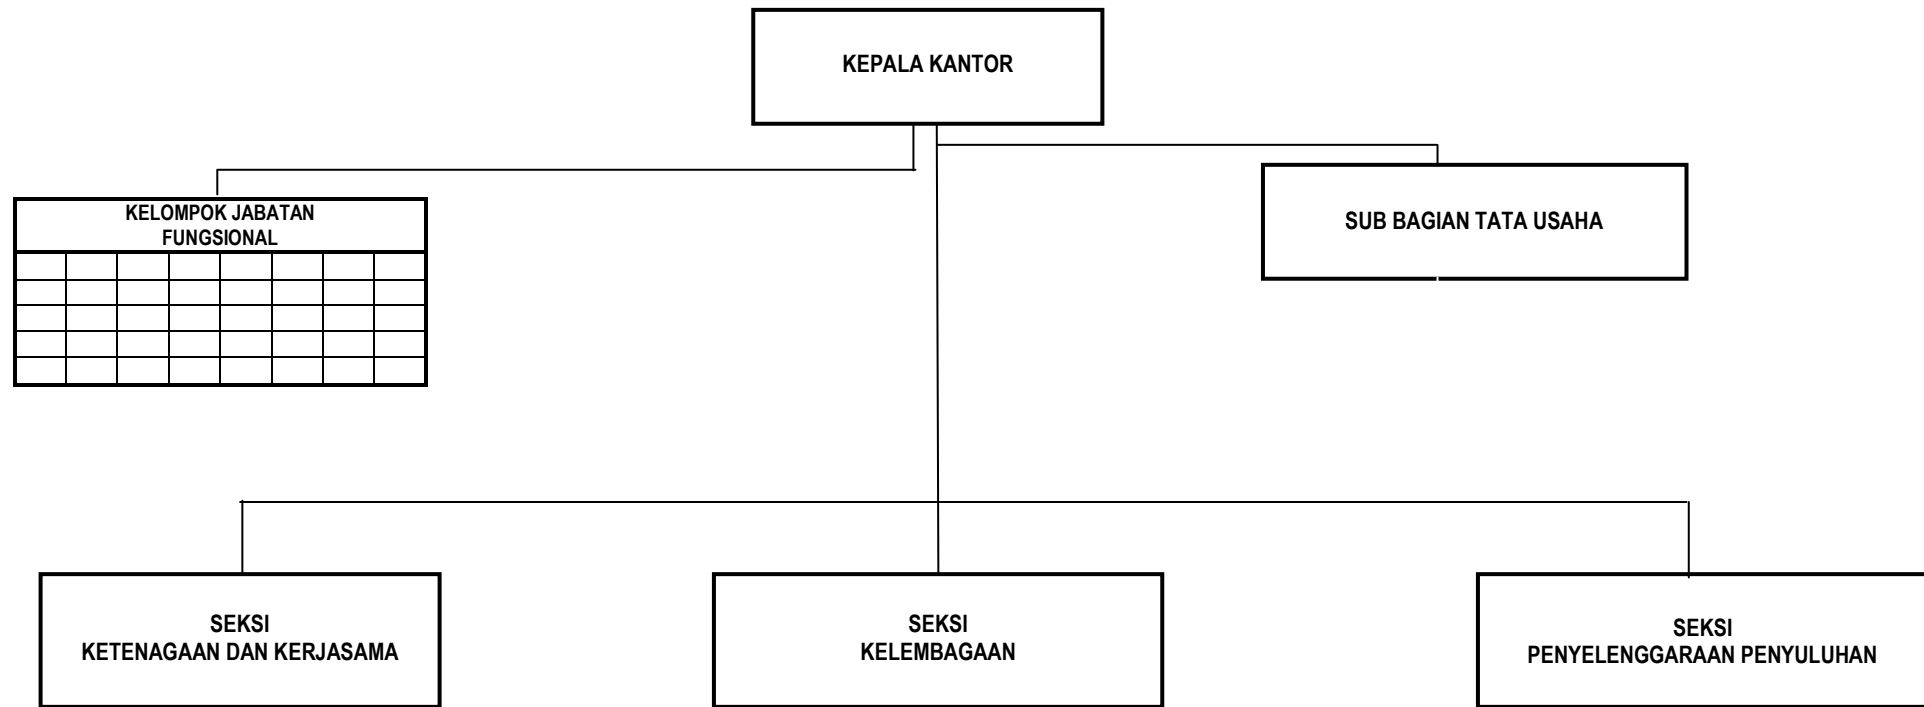 KEPALA KANTOR
KELOMPOK JABATAN
FUNGSIONAL
SUB BAGIAN TATA USAHA
SEKSI
KETENAGAAN DAN KERJASAMA
SEKSI
KELEMBAGAAN
SEKSI
PENYELENGGARAAN PENYULUHAN